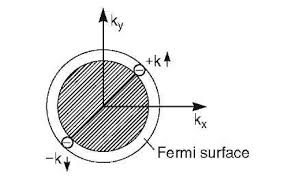 ky
+k↑
kx
−k↓
Fermi surface